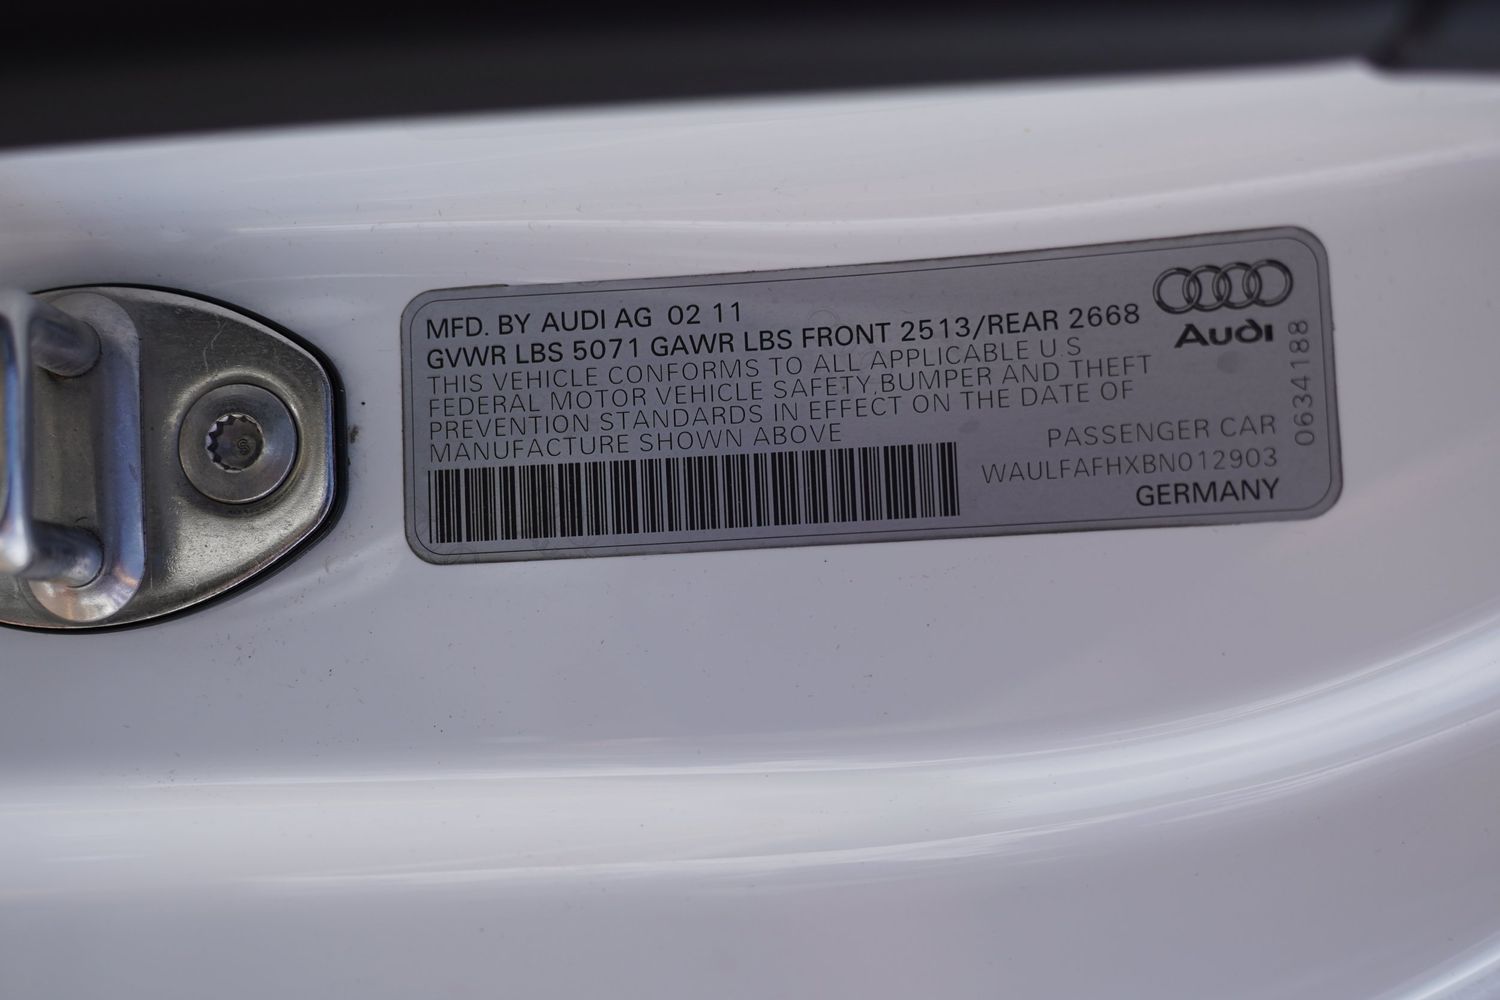 MFD. BY AUDI AG 02 11
GVWR LBS 5071 GAWR LBS FRONT 2513/REAR 2668
THIS VEHICLE CONFORMS TO ALL APPLICABLE U.S
FEDERAL MOTOR VEHICLE SAFETY,BUMPER AND THEFT
PREVENTION STANDARDS IN EFFECT ON THE DATE OF
MANUFACTURE SHOWN ABOVE
Audi
0634188
PASSENGER CAR
WAULFAFHXBN012903
GERMANY